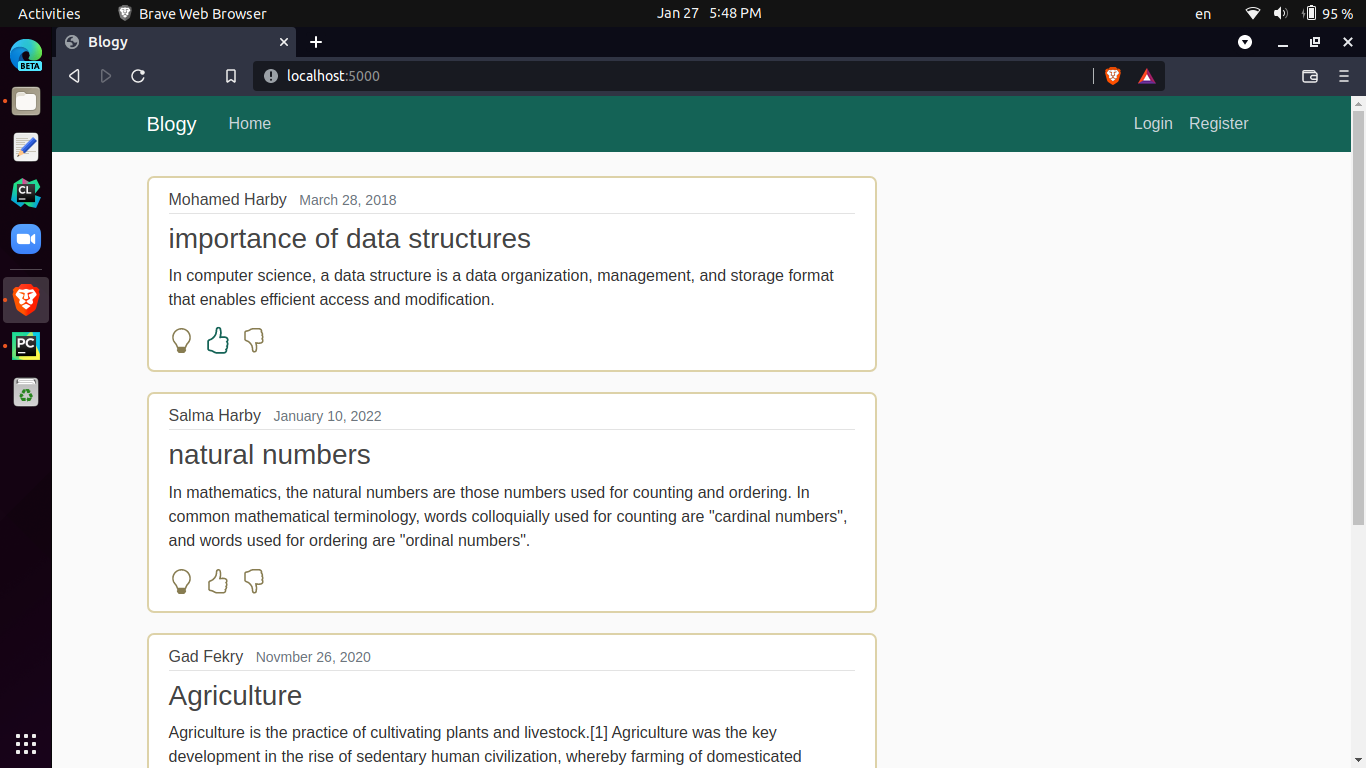 Activities Brave Web Browser Jan 27 5:48 PM en 95 %
BETA Blogy
localhost:5000
Blogy Home Login Register
Mohamed Harby March 28, 2018
importance of data structures
In computer science, a data structure is a data organization, management, and storage format
that enables efficient access and modification.
CL
Salma Harby January 10, 2022
natural numbers
In mathematics, the natural numbers are those numbers used for counting and ordering. In
common mathematical terminology, words colloquially used for counting are "cardinal numbers",
and words used for ordering are "ordinal numbers".
PC
Gad Fekry Novmber 26, 2020
Agriculture
Agriculture is the practice of cultivating plants and livestock.[1] Agriculture was the key
development in the rise of sedentary human civilization, whereby farming of domesticated